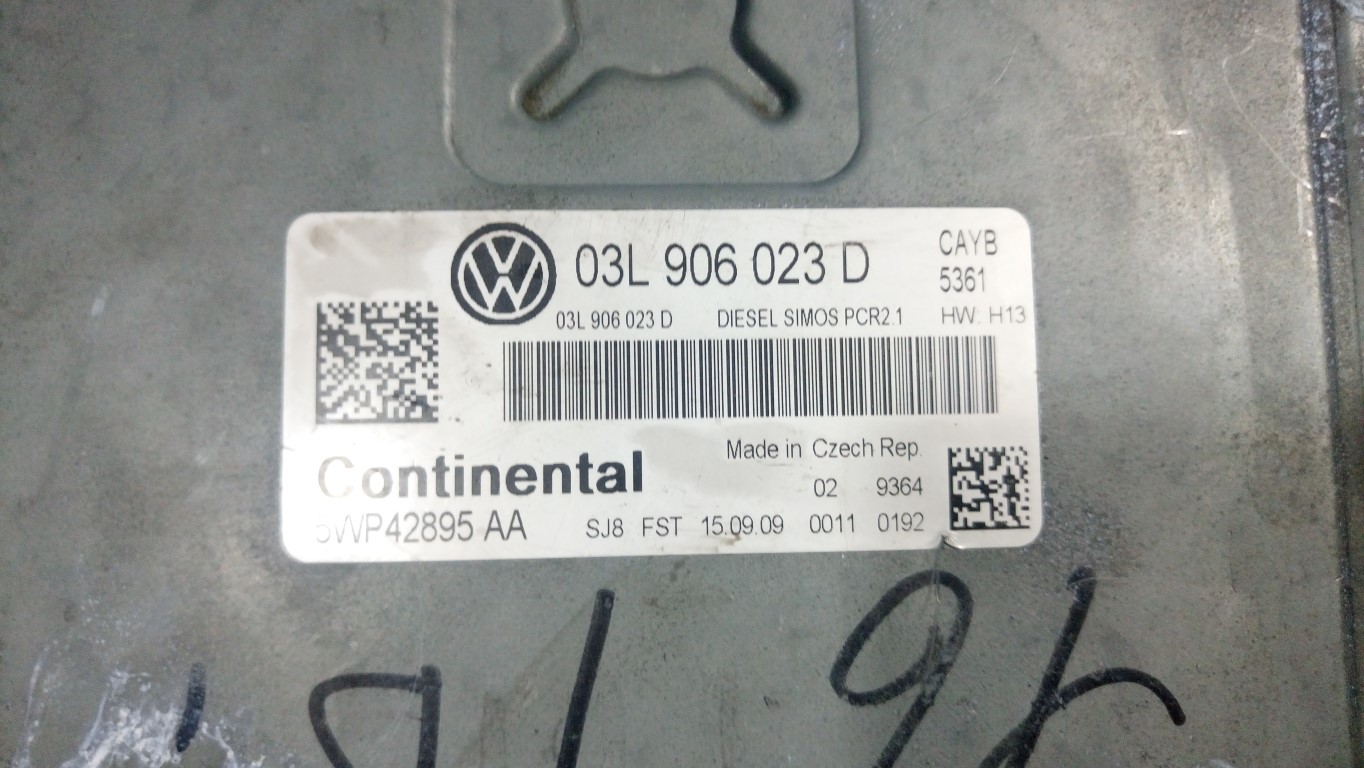 03L 906 023 D
CAYB
5361
03L 906 023 D DIESEL SIMOS PCR2.1 HW: H13
Made in Czech Rep.
Continental
02 9364
5WP42895 AA SJ8 FST 15.09.09 0011 0192